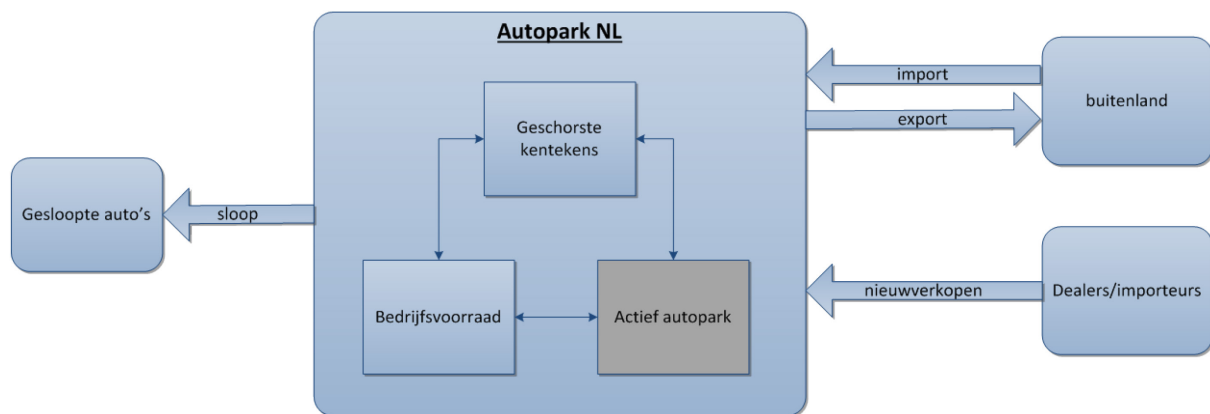 Autopark NL
import
buitenland
Geschorste
kentekens
export
Gesloopte auto's
sloop
nieuwverkopen
Dealers/importeurs
Bedrijfsvoorraad
Actief autopark